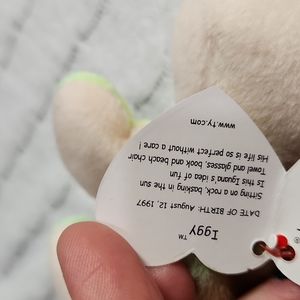 Iggy ™
DATE OF BIRTH: August 12, 1997
Sitting on a rock, basking in the sun
Is this Iguana's idea of fun
Towel and glasses, book and beach chair
His life is so perfect without a care !
www.ty.com